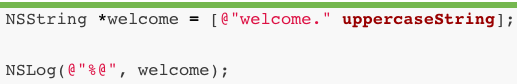 NSString *welcome = [@"welcome." uppercaseString];
NSLog(@"%@", welcome);